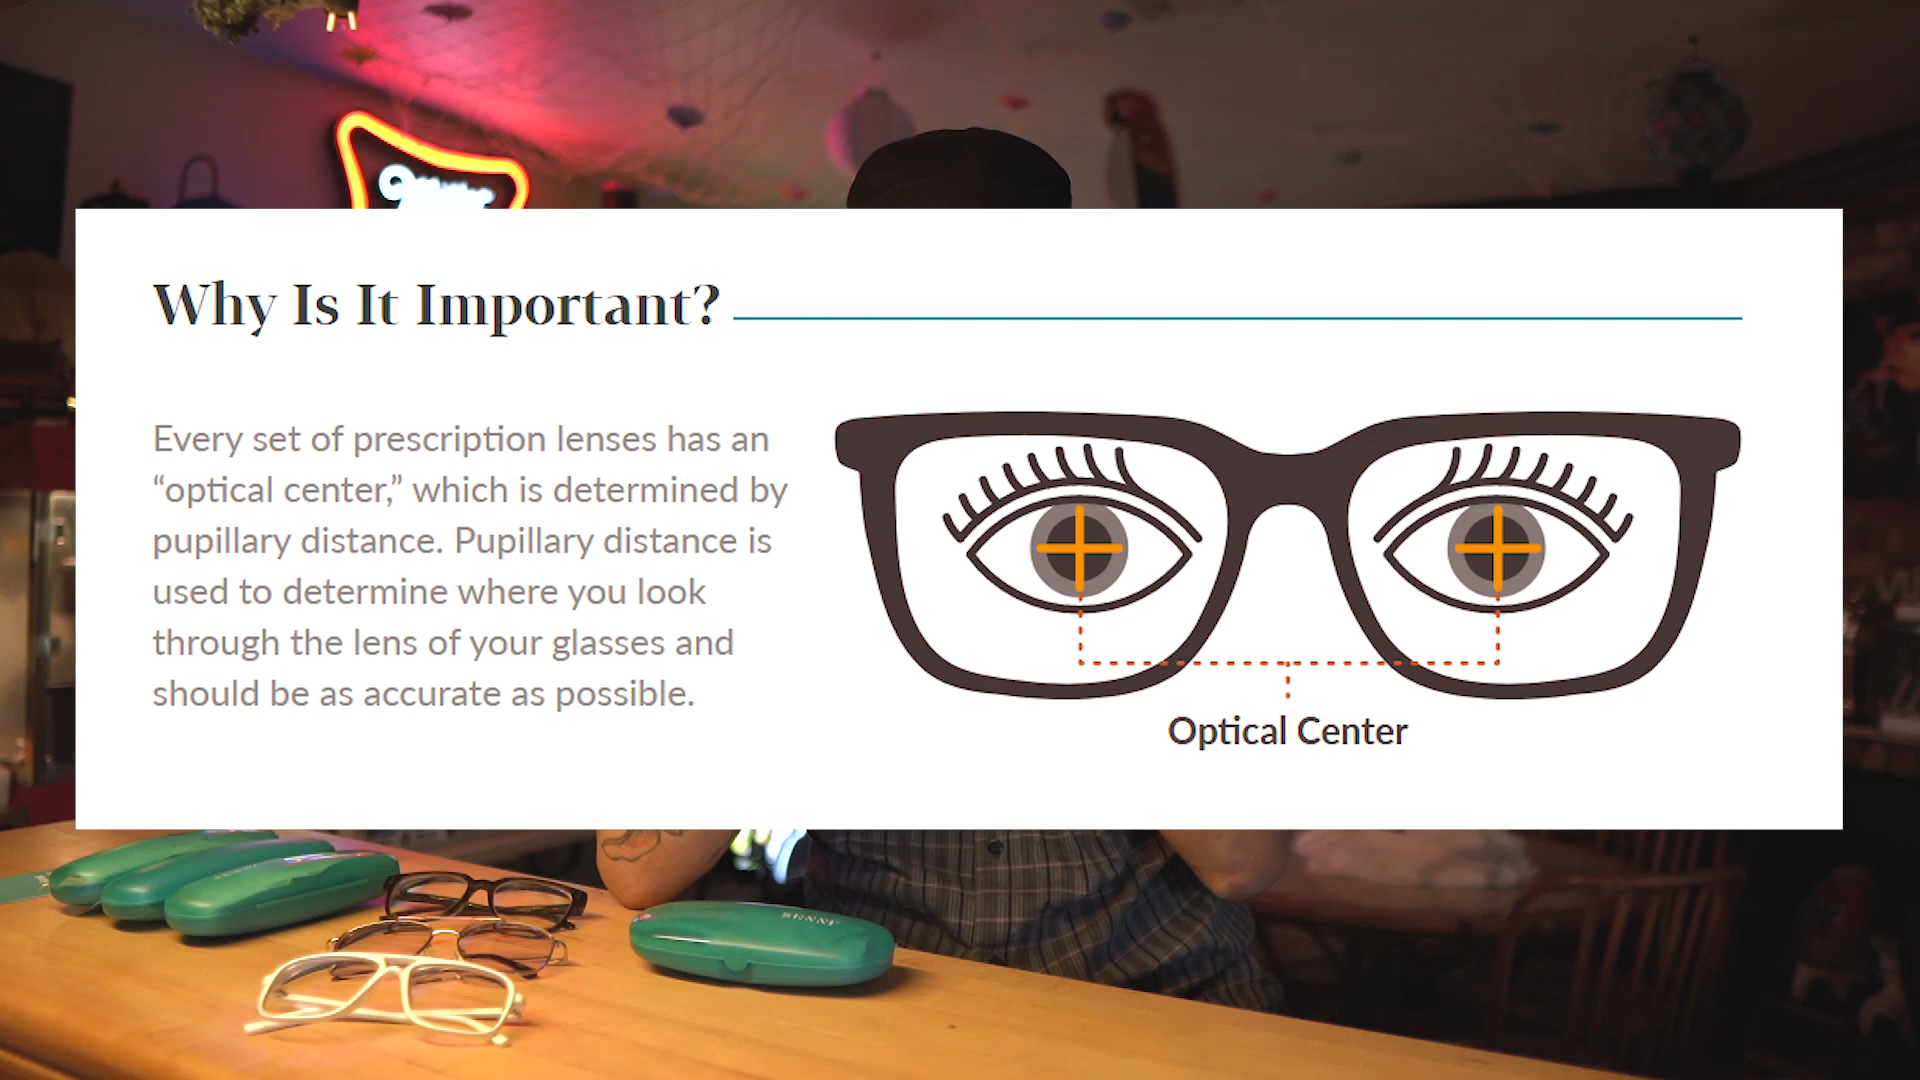 Miller
Why Is It Important?
Every set of prescription lenses has an
“optical center,” which is determined by
pupillary distance. Pupillary distance is
used to determine where you look
through the lens of your glasses and
should be as accurate as possible.
Optical Center
ZENNI